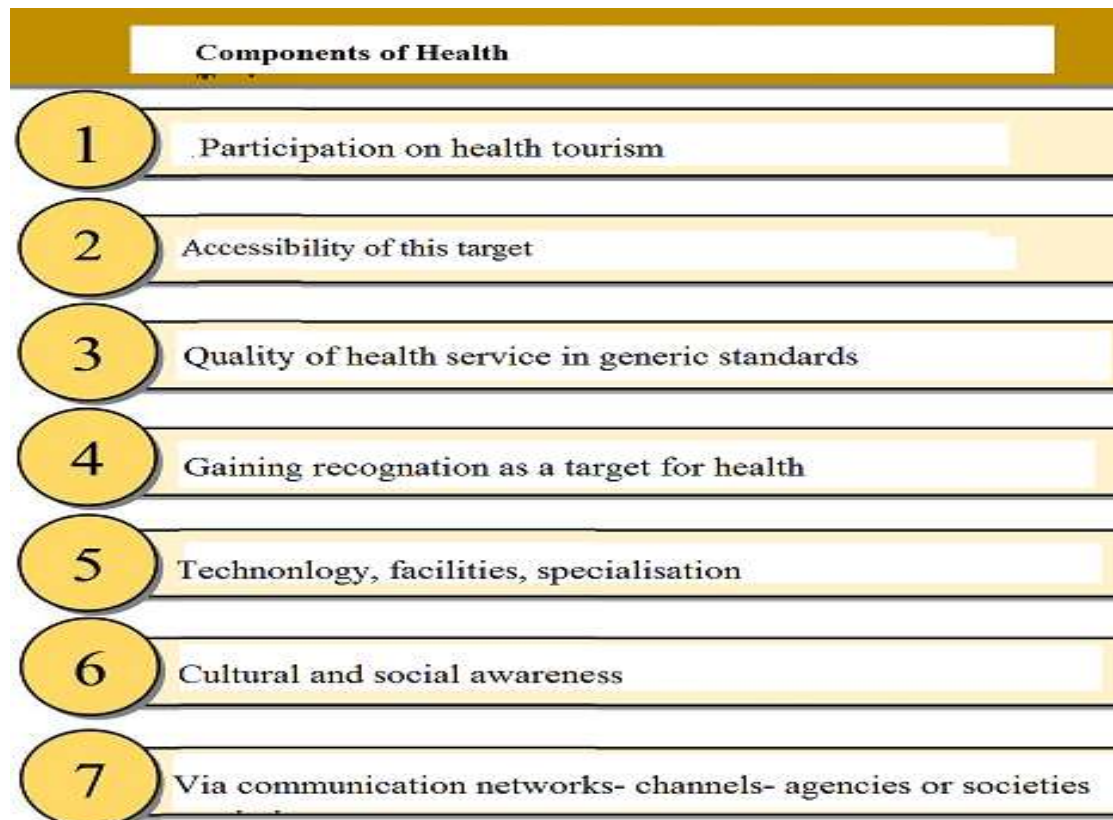 Components of Health
1
.Participation on health tourism
2
Accessibility of this target
3
Quality of health service in generic standards
4
Gaining recognation as a target for health
5
Technonlogy, facilities, specialisation
6
Cultural and social awareness
7
Via communication networks- channels- agencies or societies